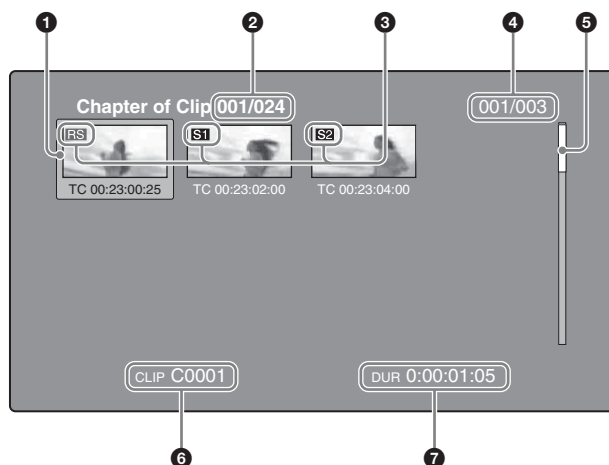 1 2 3 4 5
Chapter of Clip 001/024 001/003
RS S1 S2
TC 00:23:00:25 TC 00:23:02:00 TC 00:23:04:00
CLIP C0001 DUR 0:00:01:05
6 7